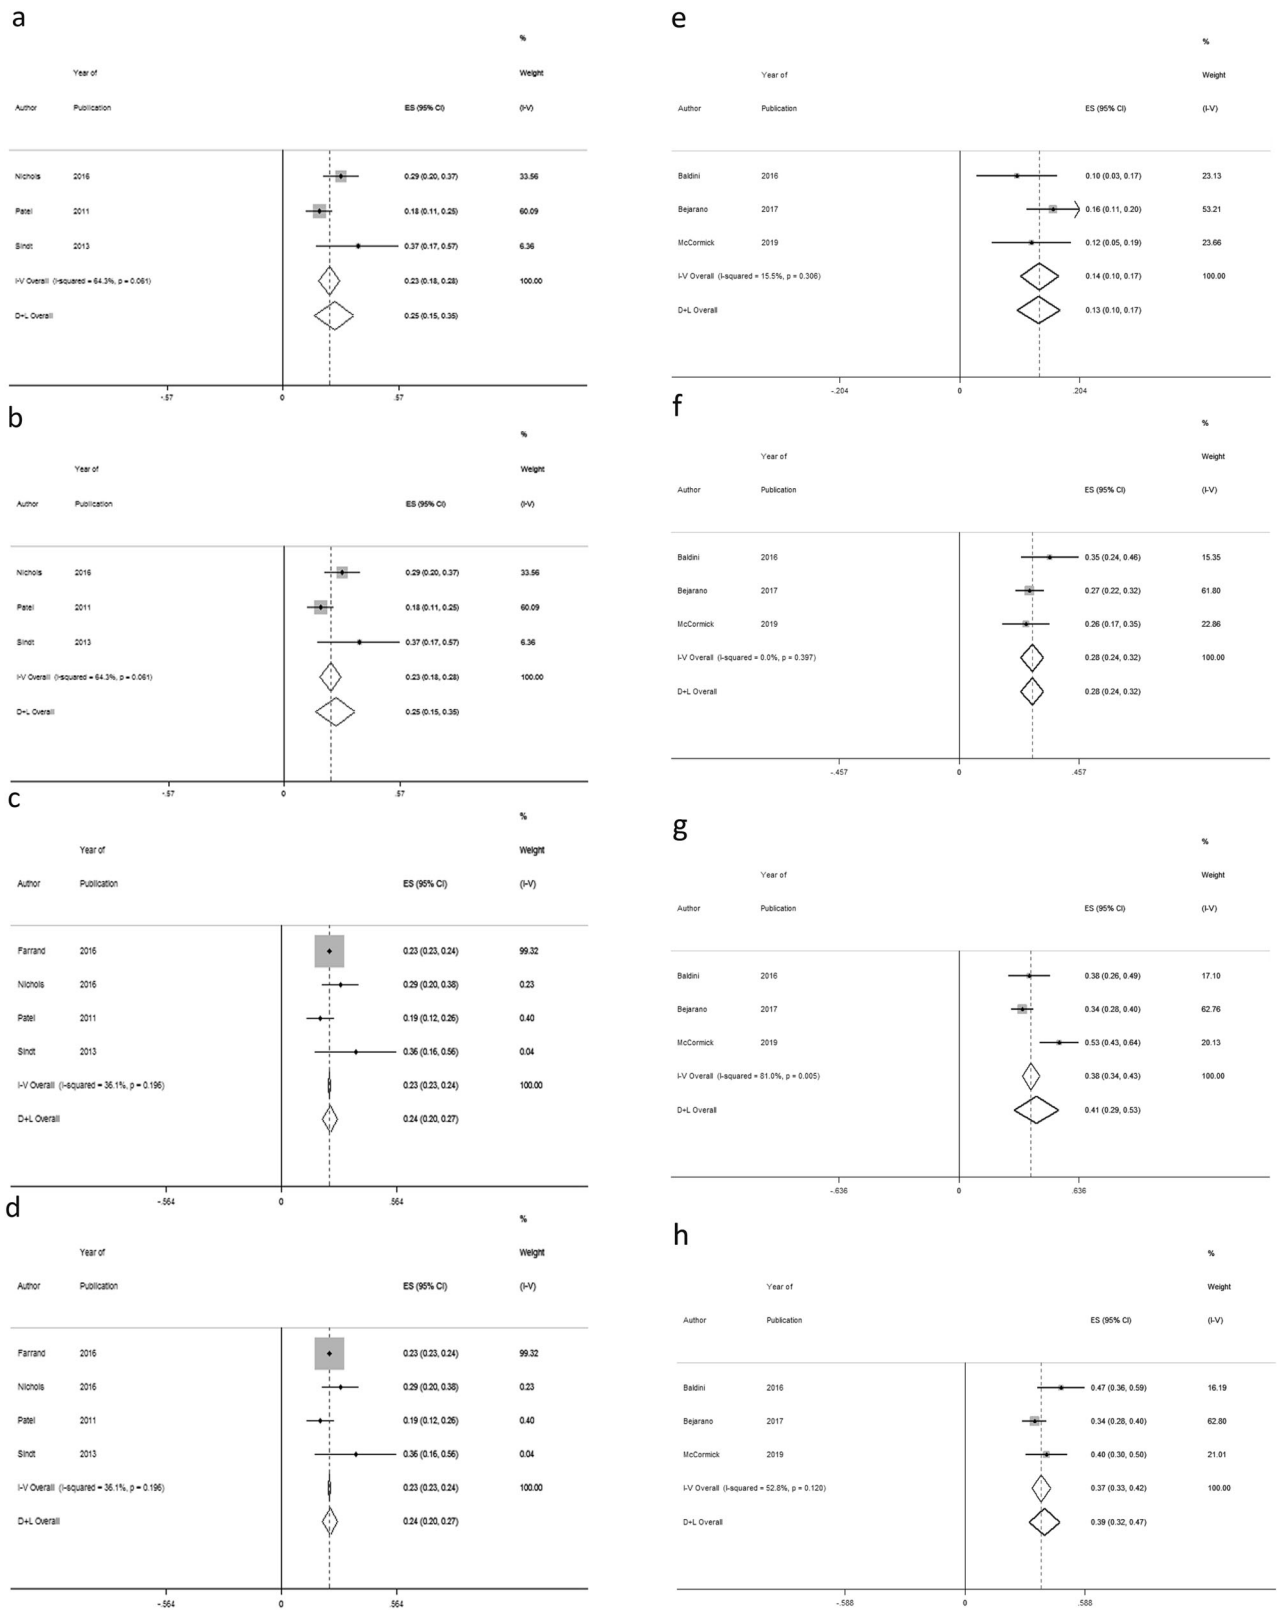 a
%
Year of Weight
Author Publication ES (95% CI) (I-V)
Nichols 2016 0.29 (0.20, 0.37) 33.56
Patel 2011 0.18 (0.11, 0.25) 60.09
Sindt 2013 0.37 (0.17, 0.57) 6.36
I-V Overall (I-squared = 64.3%, p = 0.061) 0.23 (0.18, 0.28) 100.00
D+L Overall 0.25 (0.15, 0.35)
-.57 0 .57
b
%
Year of Weight
Author Publication ES (95% CI) (I-V)
Nichols 2016 0.29 (0.20, 0.37) 33.56
Patel 2011 0.18 (0.11, 0.25) 60.09
Sindt 2013 0.37 (0.17, 0.57) 6.36
I-V Overall (I-squared = 64.3%, p = 0.061) 0.23 (0.18, 0.28) 100.00
D+L Overall 0.25 (0.15, 0.35)
-.57 0 .57
c
%
Year of Weight
Author Publication ES (95% CI) (I-V)
Farrand 2016 0.23 (0.23, 0.24) 99.32
Nichols 2016 0.29 (0.20, 0.38) 0.23
Patel 2011 0.19 (0.12, 0.26) 0.40
Sindt 2013 0.36 (0.16, 0.56) 0.04
I-V Overall (I-squared = 36.1%, p = 0.196) 0.23 (0.23, 0.24) 100.00
D+L Overall 0.24 (0.20, 0.27)
-.564 0 .564
d
%
Year of Weight
Author Publication ES (95% CI) (I-V)
Farrand 2016 0.23 (0.23, 0.24) 99.32
Nichols 2016 0.29 (0.20, 0.38) 0.23
Patel 2011 0.19 (0.12, 0.26) 0.40
Sindt 2013 0.36 (0.16, 0.56) 0.04
I-V Overall (I-squared = 36.1%, p = 0.196) 0.23 (0.23, 0.24) 100.00
D+L Overall 0.24 (0.20, 0.27)
-.564 0 .564
e
%
Year of Weight
Author Publication ES (95% CI) (I-V)
Baldini 2016 0.10 (0.03, 0.17) 23.13
Bejarano 2017 0.16 (0.11, 0.20) 53.21
McCormick 2019 0.12 (0.05, 0.19) 23.66
I-V Overall (I-squared = 15.5%, p = 0.306) 0.14 (0.10, 0.17) 100.00
D+L Overall 0.13 (0.10, 0.17)
-.204 0 .204
f
%
Year of Weight
Author Publication ES (95% CI) (I-V)
Baldini 2016 0.35 (0.24, 0.46) 15.35
Bejarano 2017 0.27 (0.22, 0.32) 61.80
McCormick 2019 0.26 (0.17, 0.35) 22.86
I-V Overall (I-squared = 0.0%, p = 0.397) 0.28 (0.24, 0.32) 100.00
D+L Overall 0.28 (0.24, 0.32)
-.457 0 .457
g
%
Year of Weight
Author Publication ES (95% CI) (I-V)
Baldini 2016 0.38 (0.26, 0.49) 17.10
Bejarano 2017 0.34 (0.28, 0.40) 62.76
McCormick 2019 0.53 (0.43, 0.64) 20.13
I-V Overall (I-squared = 81.0%, p = 0.005) 0.38 (0.34, 0.43) 100.00
D+L Overall 0.41 (0.29, 0.53)
-.636 0 .636
h
%
Year of Weight
Author Publication ES (95% CI) (I-V)
Baldini 2016 0.47 (0.36, 0.59) 16.19
Bejarano 2017 0.34 (0.28, 0.40) 62.80
McCormick 2019 0.40 (0.30, 0.50) 21.01
I-V Overall (I-squared = 52.8%, p = 0.120) 0.37 (0.33, 0.42) 100.00
D+L Overall 0.39 (0.32, 0.47)
-.588 0 .588